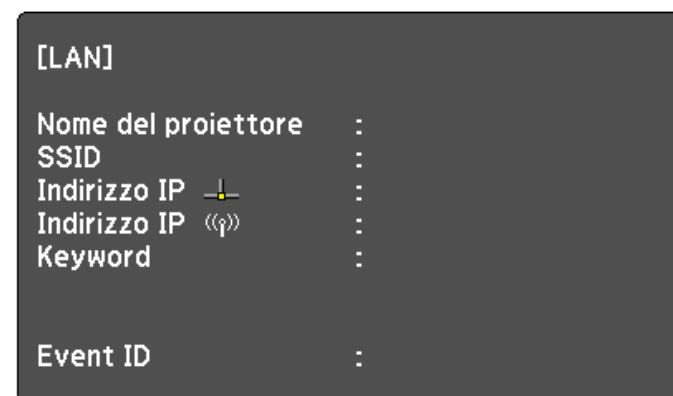 [LAN]
Nome del proiettore :
SSID :
Indirizzo IP :
Indirizzo IP :
Keyword :
Event ID :